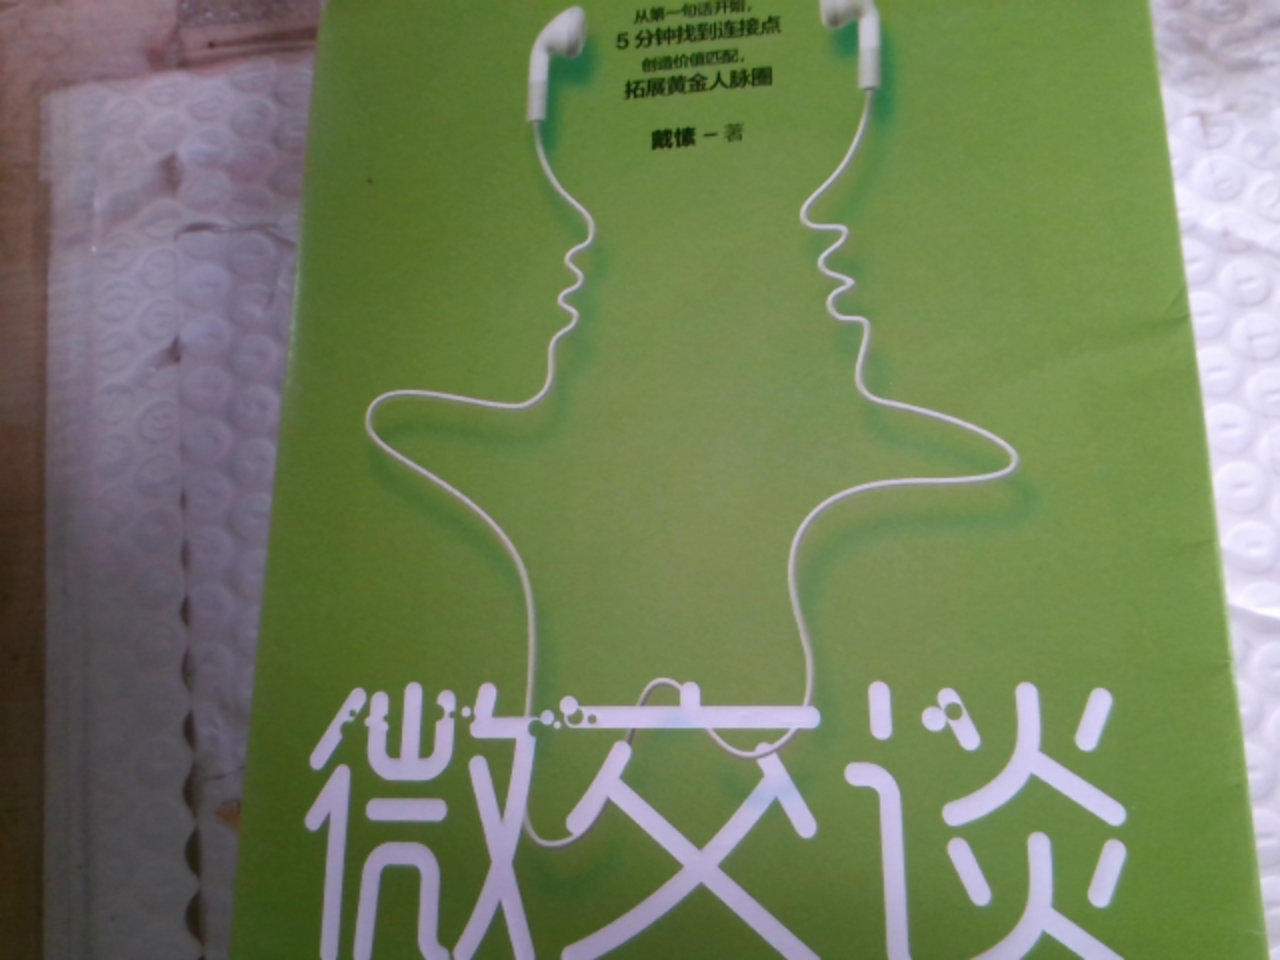 从第一句话开始，
5分钟找到连接点
创造价值匹配，
拓展黄金人脉圈
戴愫－著
微交谈